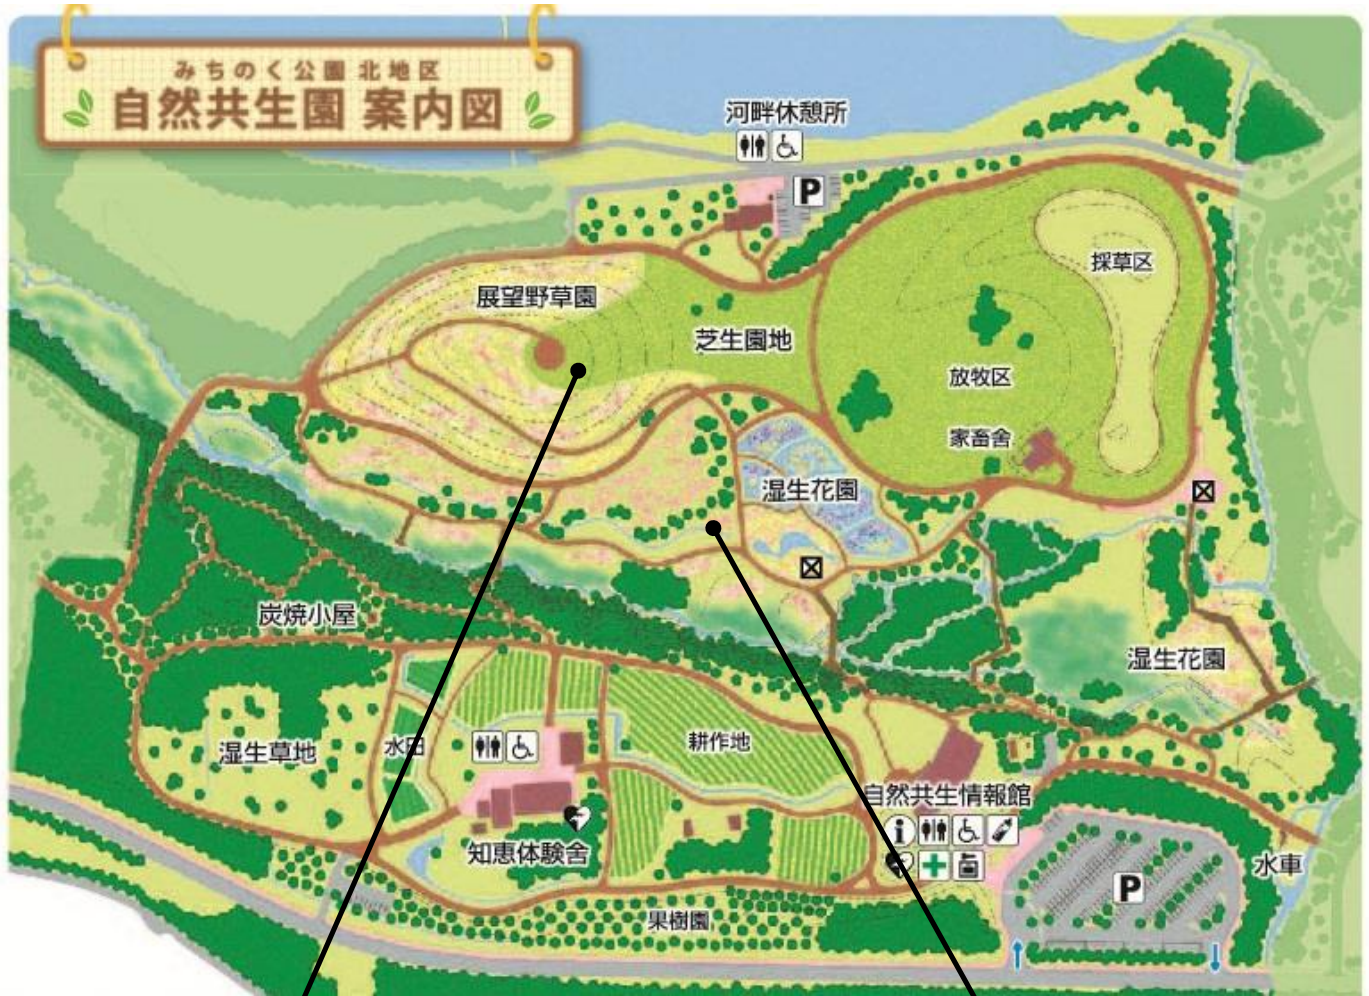 みちのく公園 北地区
自然共生園 案内図
河畔休憩所
P
採草区
展望野草園
芝生園地
放牧区
家畜舎
湿生花園
炭焼小屋
湿生花園
水田
耕作地
湿生草地
自然共生情報館
i
知恵体験舎
水車
P
果樹園